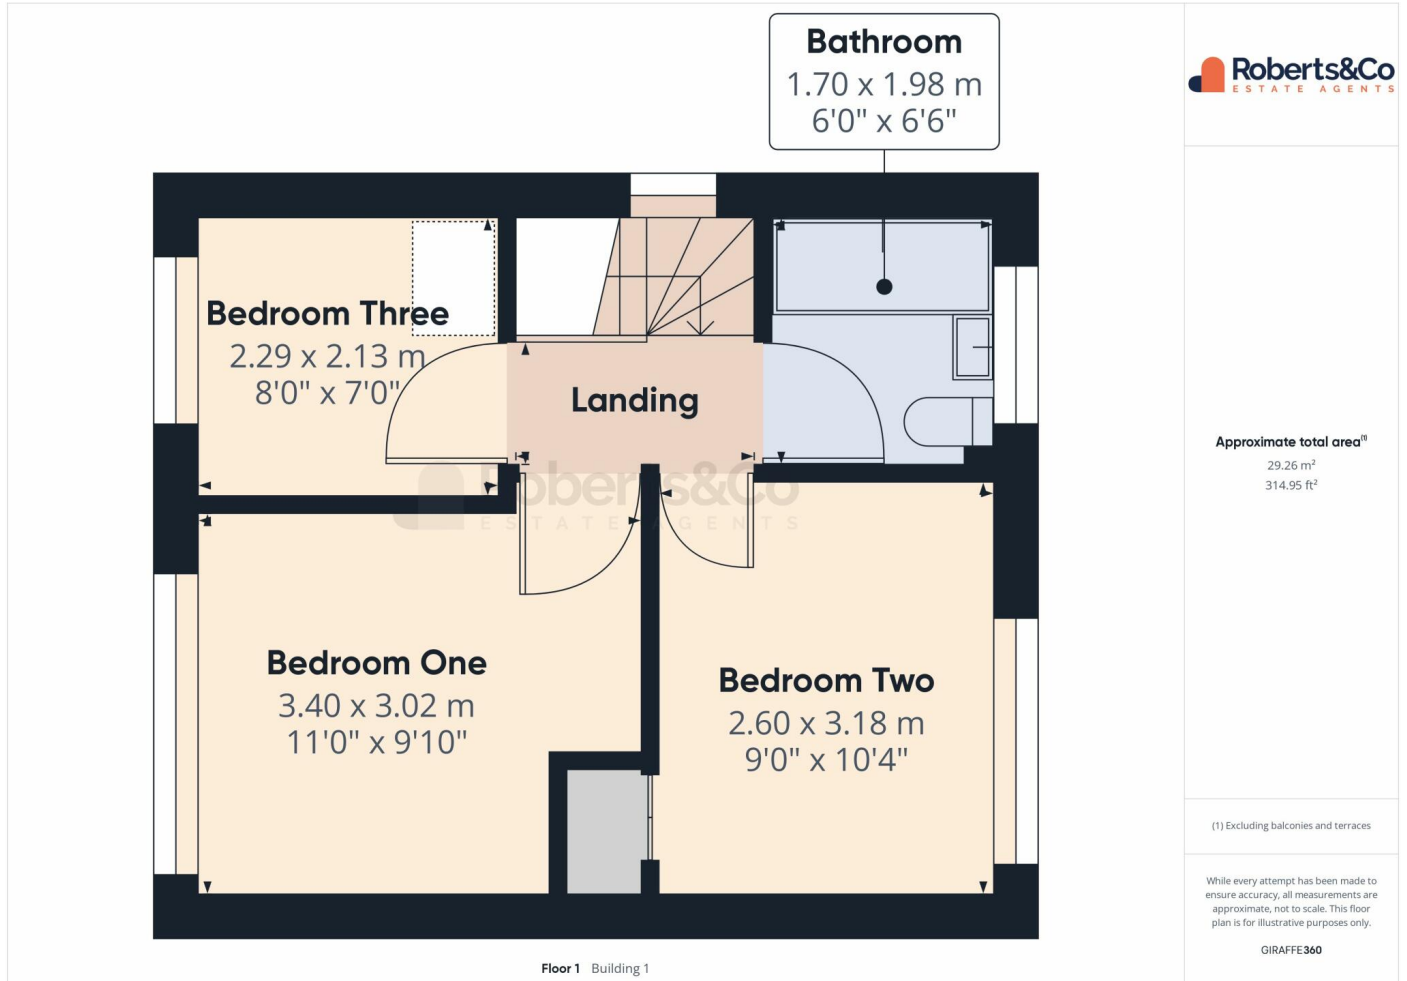 Bathroom
1.70 x 1.98 m
6'0" x 6'6"
Roberts&Co
ESTATE AGENTS
Bedroom Three
2.29 x 2.13 m
8'0" x 7'0"
Landing
Roberts&Co
ESTATE AGENTS
Bedroom One
3.40 x 3.02 m
11'0" x 9'10"
Bedroom Two
2.60 x 3.18 m
9'0" x 10'4"
Approximate total area(1)
29.26 m²
314.95 ft²
(1) Excluding balconies and terraces
While every attempt has been made to
ensure accuracy, all measurements are
approximate, not to scale. This floor
plan is for illustrative purposes only.
GIRAFFE360
Floor 1 Building 1